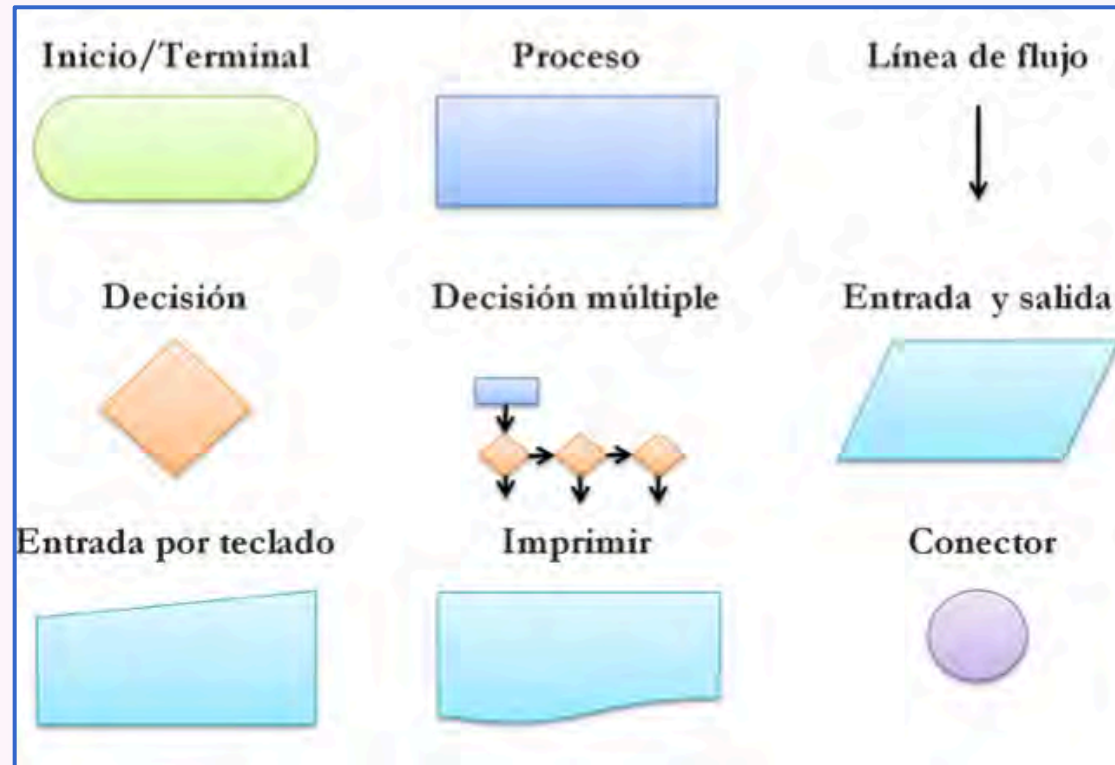 Inicio/Terminal
Proceso
Línea de flujo
Decisión
Decisión múltiple
Entrada y salida
Entrada por teclado
Imprimir
Conector